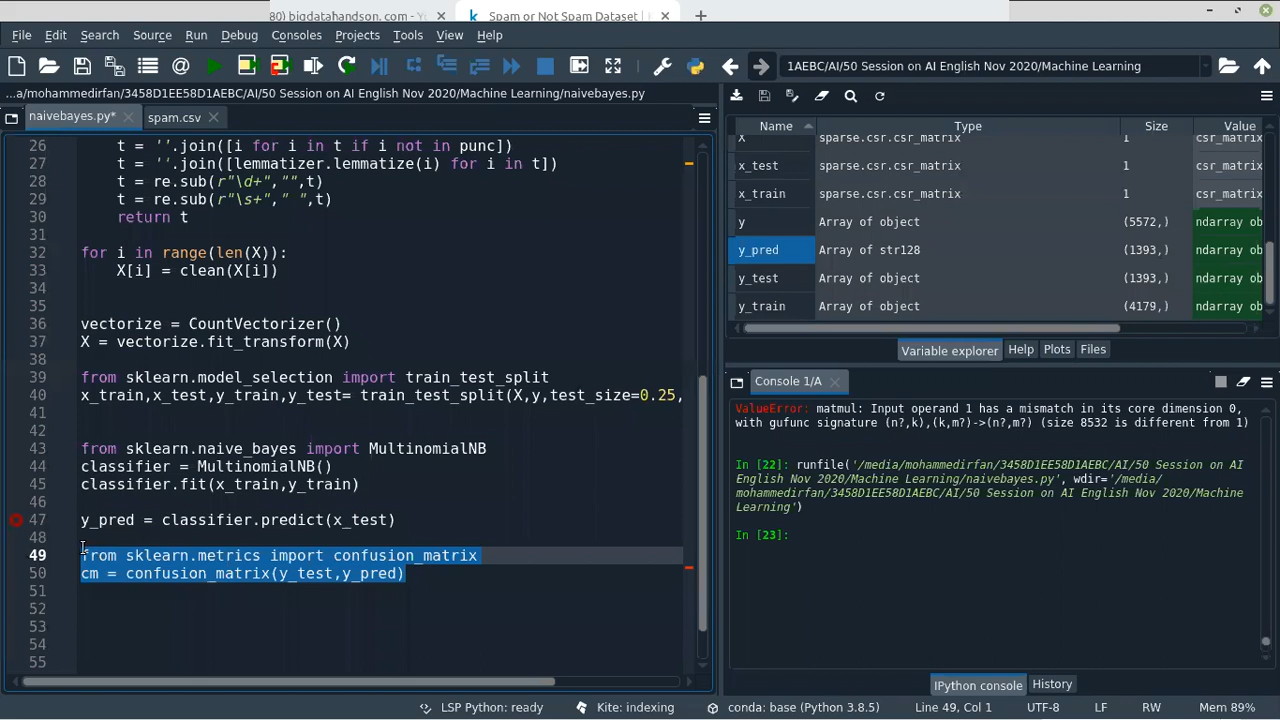 80) bigdatahandson. com - Y
Spam or Not Spam Dataset |
File Edit Search Source Run Debug Consoles Projects Tools View Help
1AEBC/AI/50 Session on AI English Nov 2020/Machine Learning
...a/mohammedirfan/3458D1EE58D1AEBC/AI/50 Session on AI English Nov 2020/Machine Learning/naivebayes.py
naivebayes.py*
spam.csv
26 t = ''.join([i for i in t if i not in punc])
27 t = ''.join([lemmatizer.lemmatize(i) for i in t])
28 t = re.sub(r"\d+","",t)
29 t = re.sub(r"\s+"," ",t)
30 return t
31
32 for i in range(len(X)):
33 X[i] = clean(X[i])
34
35
36 vectorize = CountVectorizer()
37 X = vectorize.fit_transform(X)
38
39 from sklearn.model_selection import train_test_split
40 x_train,x_test,y_train,y_test= train_test_split(X,y,test_size=0.25,
41
42
43 from sklearn.naive_bayes import MultinomialNB
44 classifier = MultinomialNB()
45 classifier.fit(x_train,y_train)
46
47 y_pred = classifier.predict(x_test)
48
49 from sklearn.metrics import confusion_matrix
50 cm = confusion_matrix(y_test,y_pred)
51
52
53
54
55
Name Type Size Value
X sparse.csr.csr_matrix 1 csr_matrix
x_test sparse.csr.csr_matrix 1 csr_matrix
x_train sparse.csr.csr_matrix 1 csr_matrix
y Array of object (5572,) ndarray ob
y_pred Array of str128 (1393,) ndarray ob
y_test Array of object (1393,) ndarray ob
y_train Array of object (4179,) ndarray ob
Variable explorer Help Plots Files
Console 1/A
ValueError: matmul: Input operand 1 has a mismatch in its core dimension 0,
with gufunc signature (n?,k),(k,m?)->(n?,m?) (size 8532 is different from 1)
In [22]: runfile('/media/mohammedirfan/3458D1EE58D1AEBC/AI/50 Session on AI
English Nov 2020/Machine Learning/naivebayes.py', wdir='/media/
mohammedirfan/3458D1EE58D1AEBC/AI/50 Session on AI English Nov 2020/Machine
Learning')
In [23]:
IPython console History
LSP Python: ready Kite: indexing conda: base (Python 3.8.5) Line 49, Col 1 UTF-8 LF RW Mem 89%